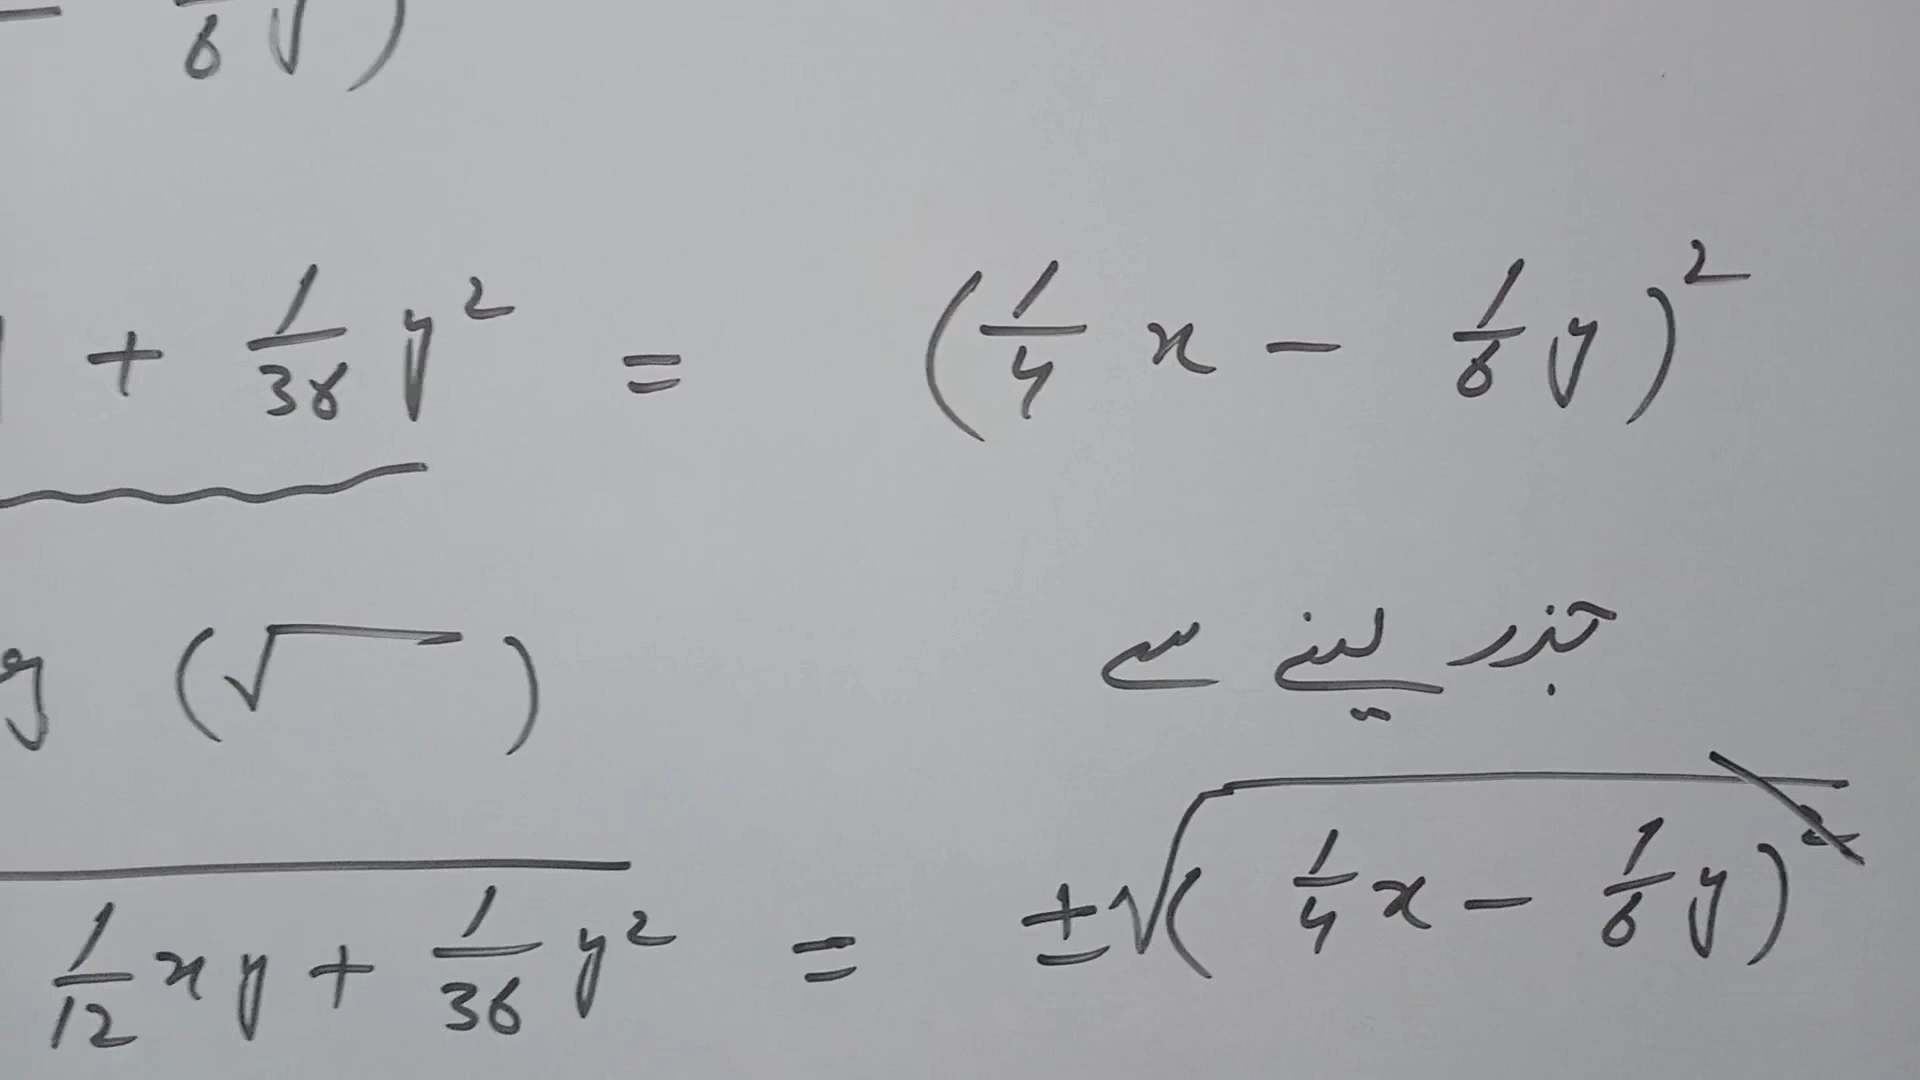 6 y )
+ 1/36 y² = (1/4 x − 1/6 y)²
(√ ) جذر لینے سے
1/12 xy + 1/36 y² = ±√(1/4 x − 1/6 y)²